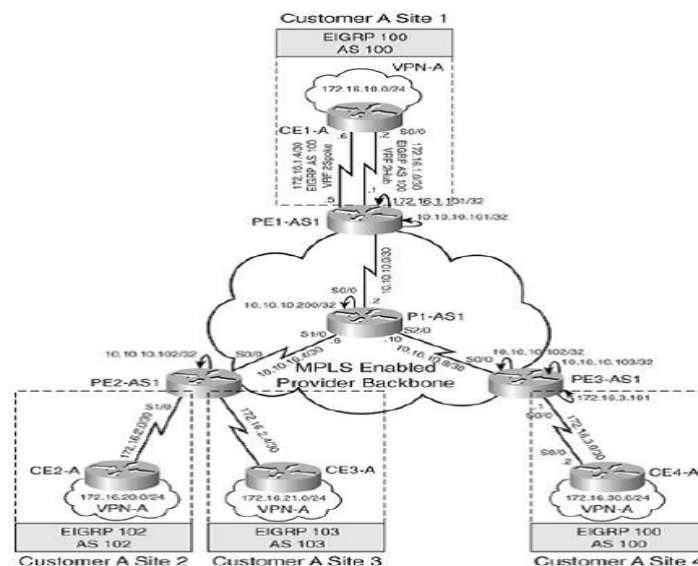 Customer A Site 1
EIGRP 100
AS 100
VPN-A
172.16.10.0/24
CE1-A
.6
.2
S0/0
172.16.1.4/30
EIGRP AS 100
VRF 2Spoke
172.16.1.0/30
EIGRP AS 100
VRF 2Hub
.5
.1
172.16.1.101/32
PE1-AS1
10.10.10.101/32
10.10.10.0/30
S0/0
.2
10.10.10.200/32
P1-AS1
S1/0
S2/0
.6
.10
10.10.10.4/30
10.10.10.8/30
10.10.10.102/32
S0/0
MPLS Enabled
Provider Backbone
S0/0
10.10.10.102/32
10.10.10.103/32
PE2-AS1
PE3-AS1
172.16.3.101
S1/0
.1
S0/0
172.16.2.0/30
172.16.2.4/30
172.16.3.0/30
S0/0
.2
CE2-A
CE3-A
CE4-A
172.16.20.0/24
172.16.21.0/24
172.16.30.0/24
VPN-A
VPN-A
VPN-A
EIGRP 102
AS 102
EIGRP 103
AS 103
EIGRP 100
AS 100
Customer A Site 2
Customer A Site 3
Customer A Site 4